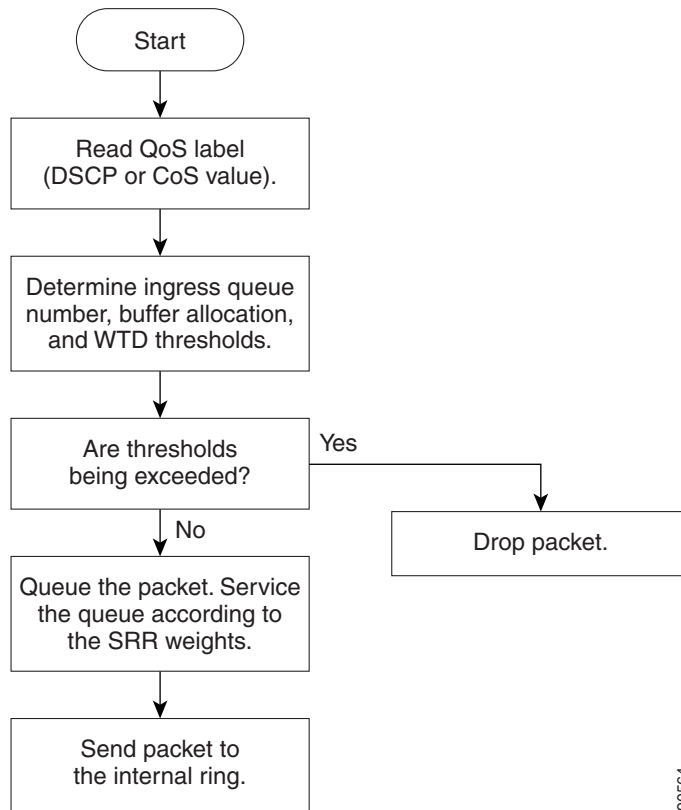 Start
Read QoS label
(DSCP or CoS value).
Determine ingress queue
number, buffer allocation,
and WTD thresholds.
Are thresholds
being exceeded?
Yes
No
Drop packet.
Queue the packet. Service
the queue according to
the SRR weights.
Send packet to
the internal ring.